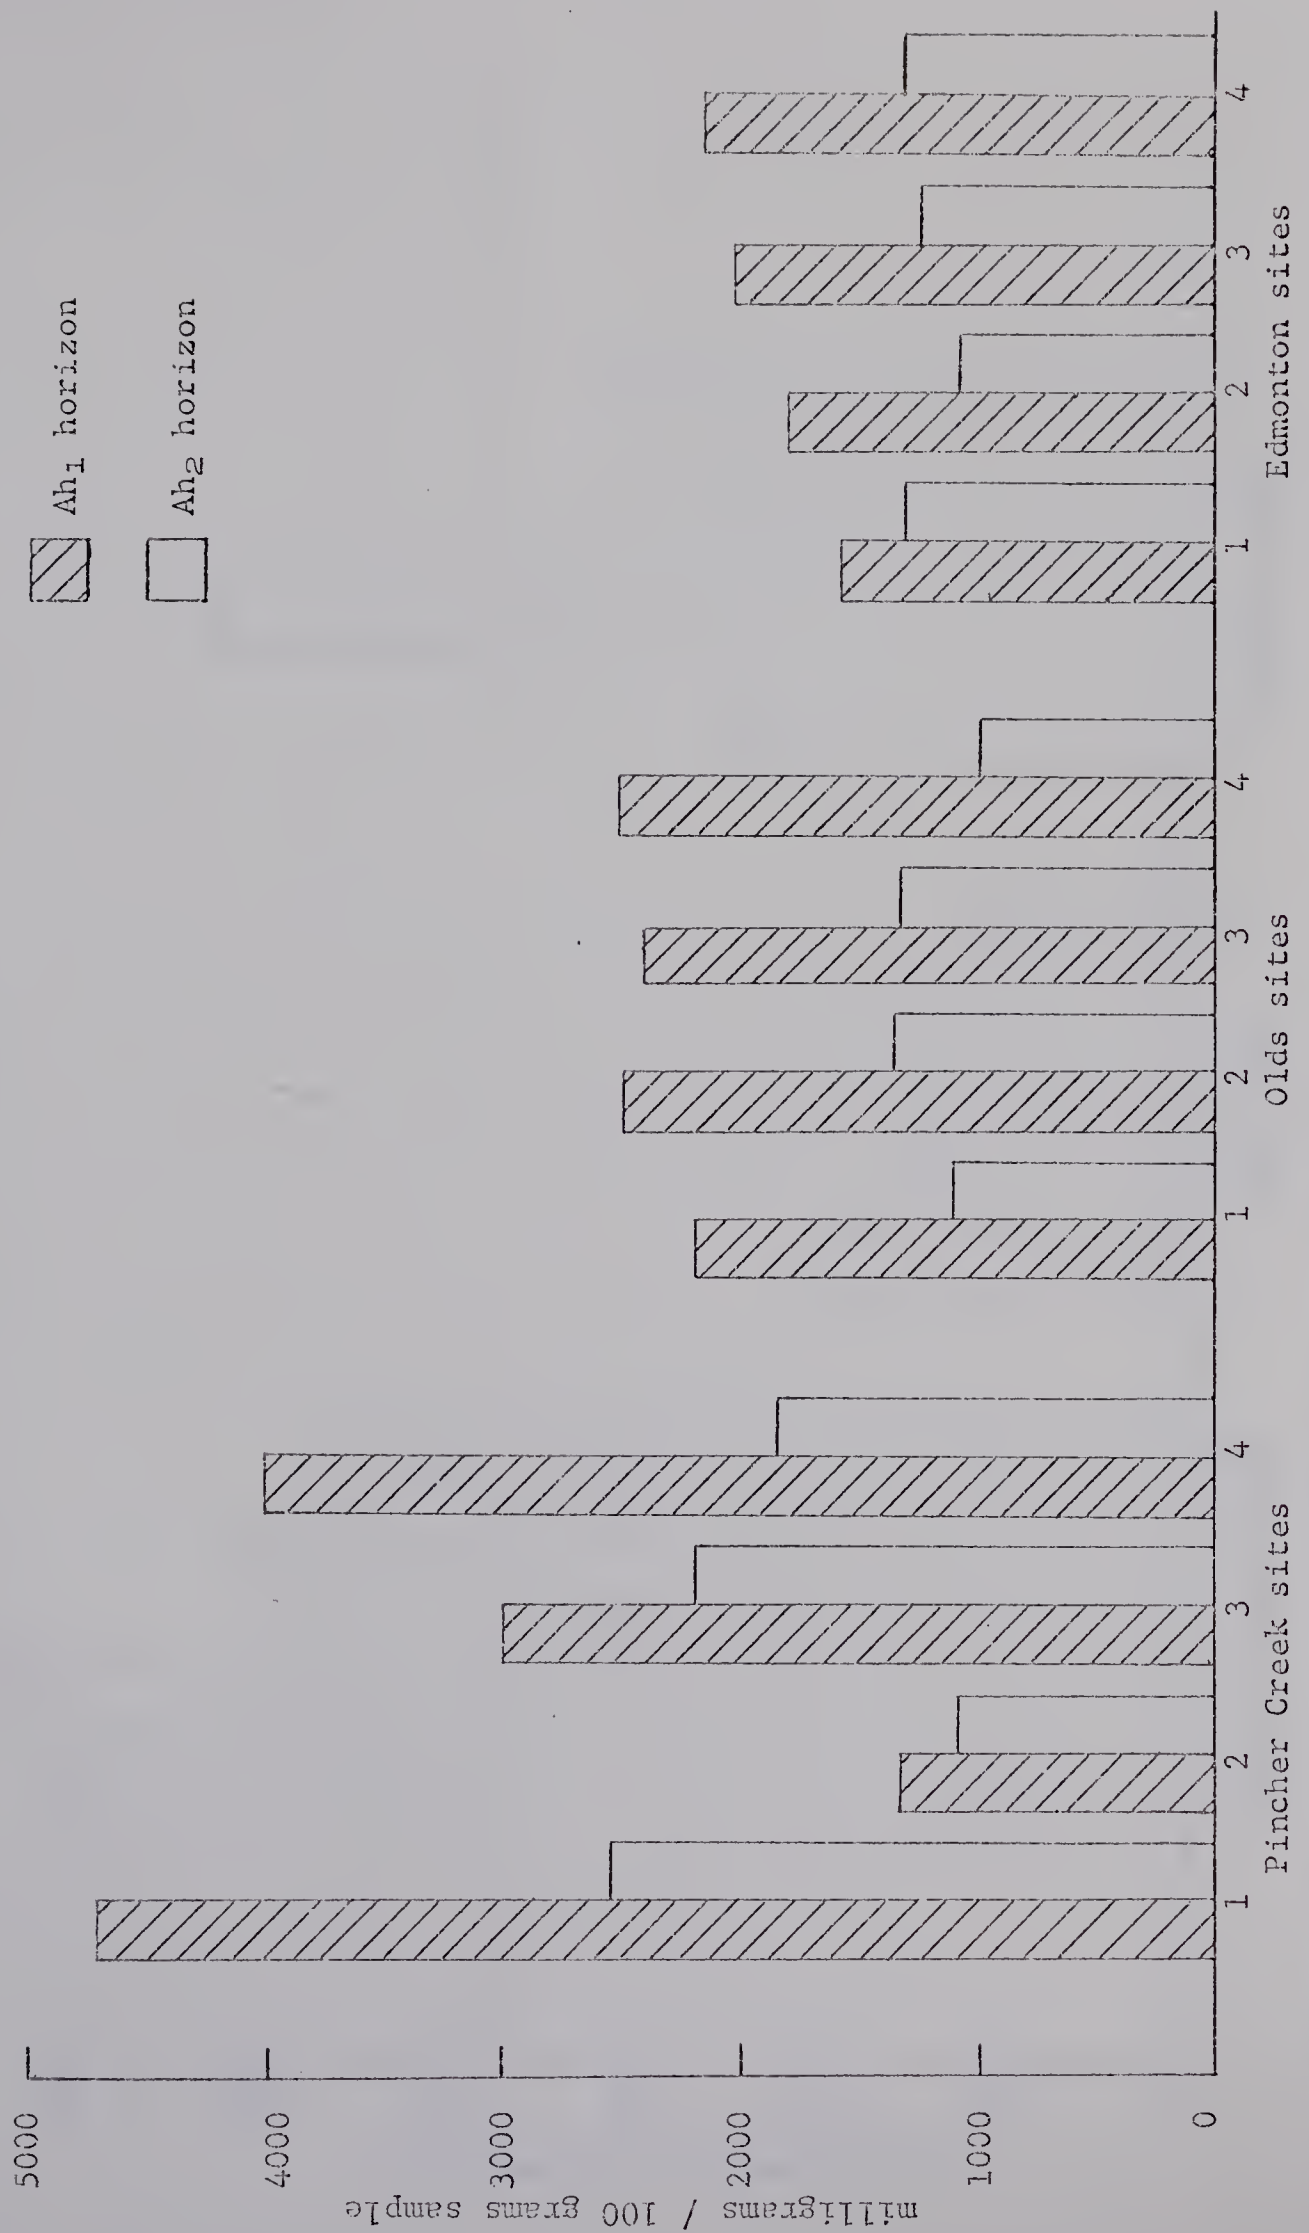 Ah1 horizon
Ah2 horizon
5000
4000
3000
2000
1000
0
milligrams / 100 grams sample
1 2 3 4 1 2 3 4 1 2 3 4
Pincher Creek sites Olds sites Edmonton sites